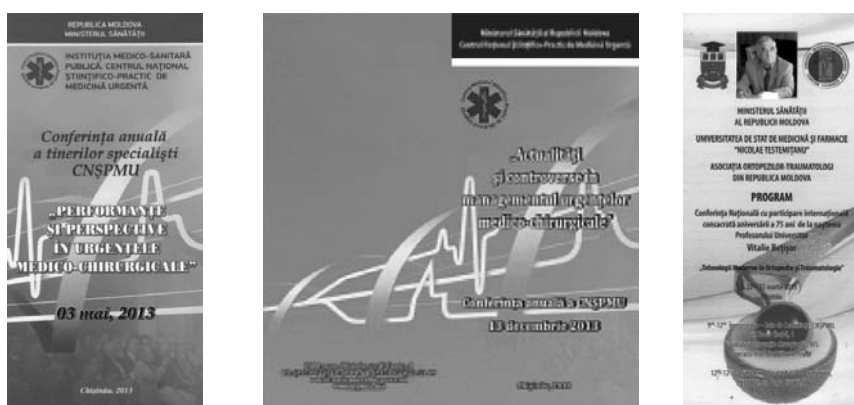 REPUBLICA MOLDOVA
MINISTERUL SĂNĂTĂȚII
INSTITUȚIA MEDICO-SANITARĂ
PUBLICĂ, CENTRUL NAȚIONAL
ȘTIINȚIFICO-PRACTIC DE
MEDICINĂ URGENTĂ
Conferința anuală
a tinerilor specialiști
CNȘPMU
„PERFORMANȚE
ȘI PERSPECTIVE
ÎN URGENȚELE
MEDICO-CHIRURGICALE”
03 mai, 2013
Chișinău, 2013
Ministerul Sănătății a Republicii Moldova
Centrul Național Științifico-Practic de Medicină Urgentă
„Actualități
și controverse în
managementul urgențelor
medico-chirurgicale”
Conferința anuală a CNȘPMU
13 decembrie 2013
Chișinău,
MINISTERUL SĂNĂTĂȚII
AL REPUBLICII MOLDOVA
UNIVERSITATEA DE STAT DE MEDICINĂ ȘI FARMACIE
"NICOLAE TESTEMIȚANU"
ASOCIAȚIA ORTOPEZILOR-TRAUMATOLOGI
DIN REPUBLICA MOLDOVA
PROGRAM
Conferința Națională cu participare internațională
consacrată aniversării a 75 ani de la nașterea
Profesorului Universitar
Vitalie Bețișor
„Tehnologii Moderne în Ortopedie și Traumatologie"
martie